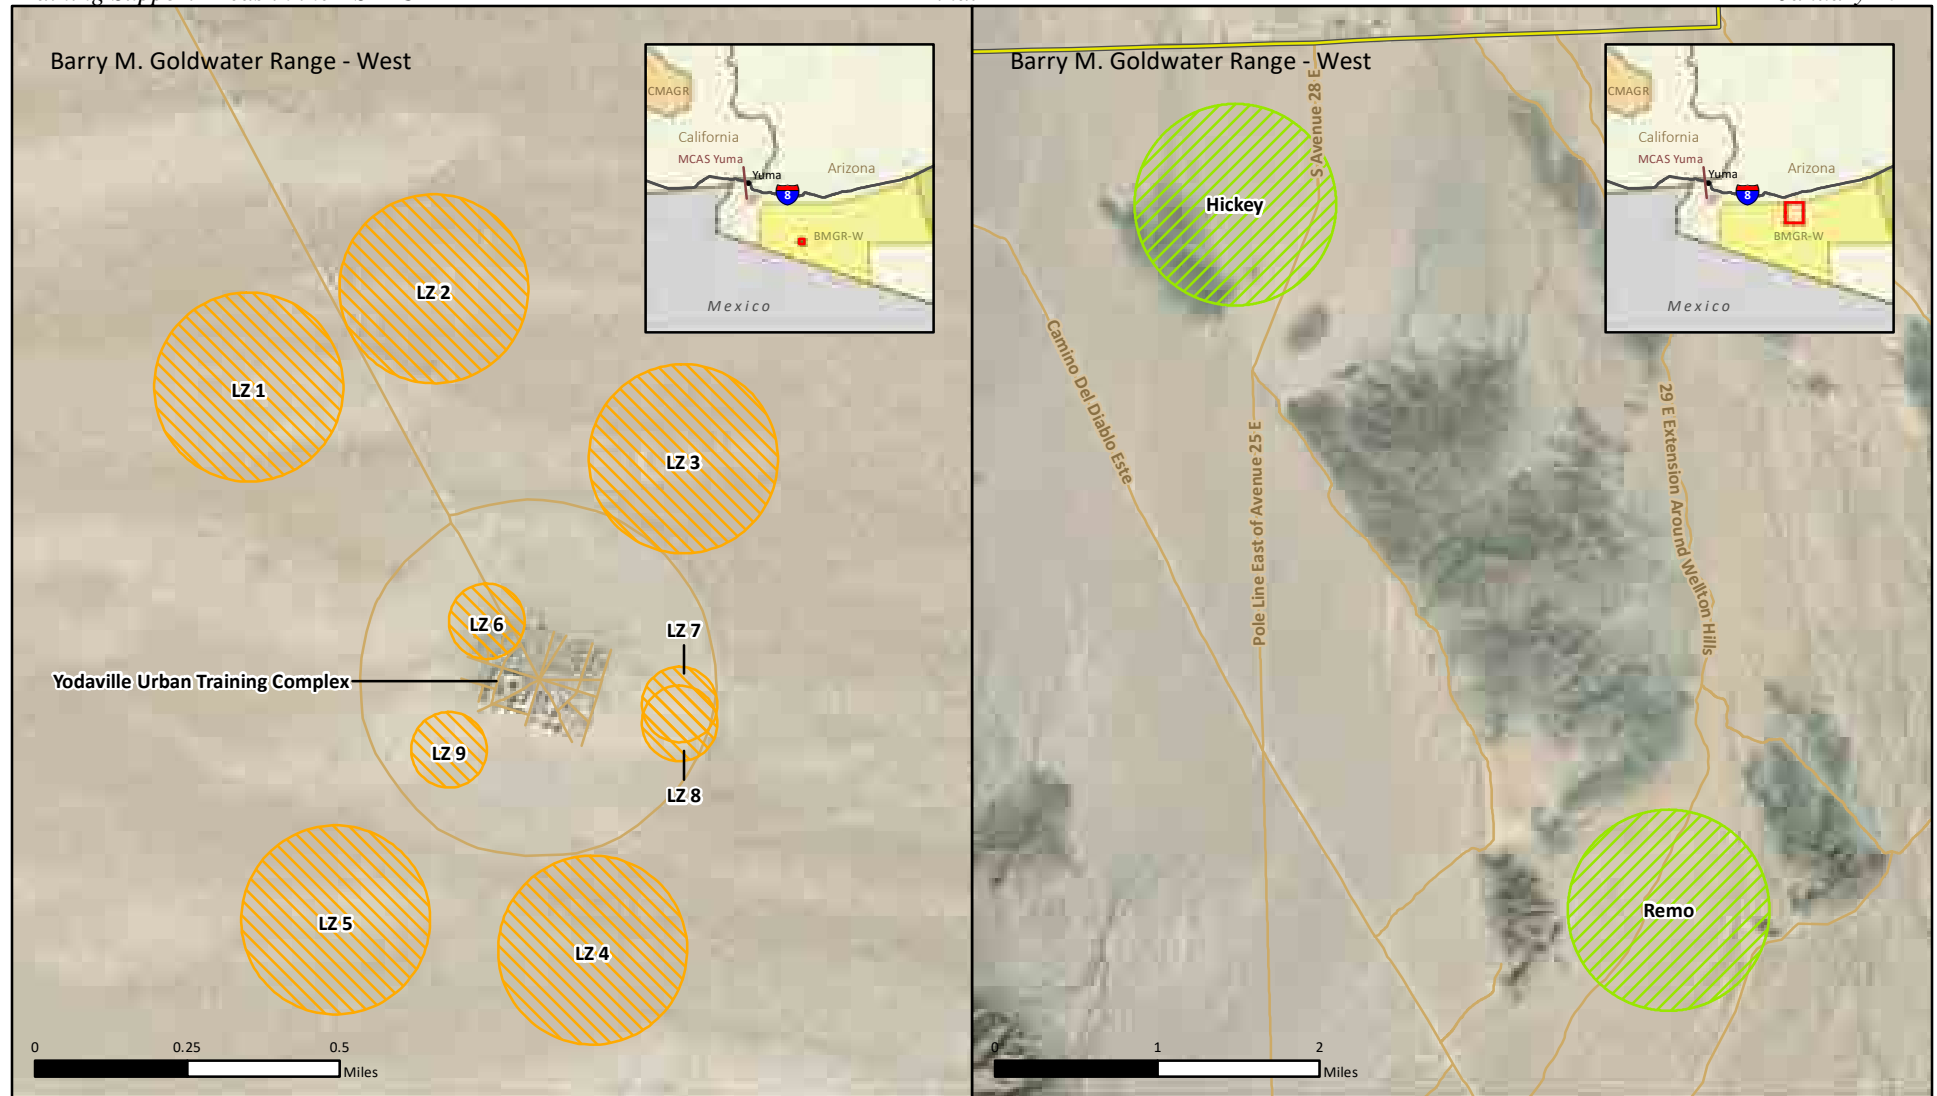 Barry M. Goldwater Range - West
CMAGR
California
MCAS Yuma
Yuma
Arizona
8
BMGR-W
Mexico
LZ 2
LZ 1
LZ 3
LZ 6
LZ 7
Yodaville Urban Training Complex
LZ 9
LZ 8
LZ 5
LZ 4
0 0.25 0.5
Miles
Barry M. Goldwater Range - West
S Avenue 28 E
CMAGR
California
MCAS Yuma
Yuma
Arizona
8
BMGR-W
Mexico
Hickey
Camino Del Diablo Este
Pole Line East of Avenue 25 E
29 E Extension Around Wellton Hills
Remo
0 1 2
Miles